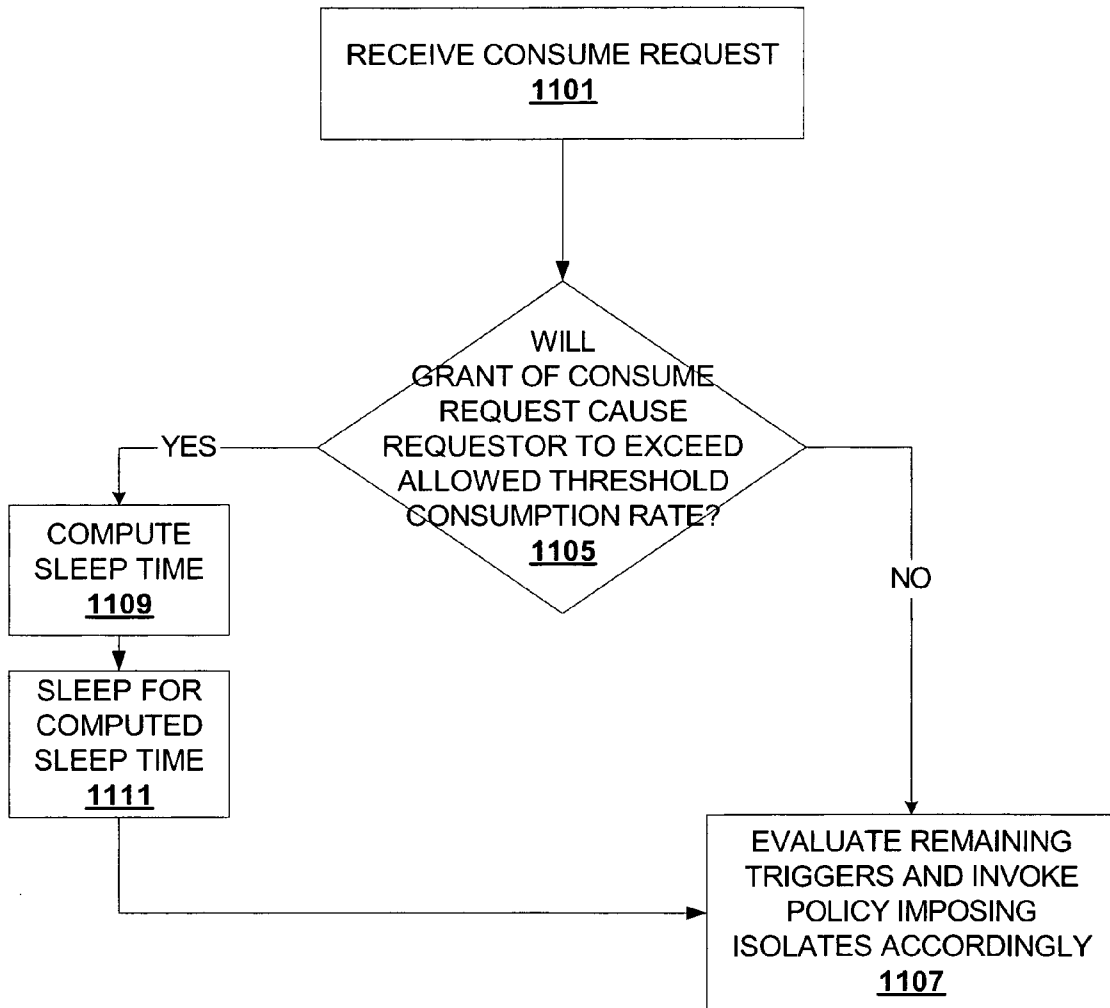 RECEIVE CONSUME REQUEST
1101
WILL
GRANT OF CONSUME
REQUEST CAUSE
REQUESTOR TO EXCEED
ALLOWED THRESHOLD
CONSUMPTION RATE?
1105
YES
NO
COMPUTE
SLEEP TIME
1109
SLEEP FOR
COMPUTED
SLEEP TIME
1111
EVALUATE REMAINING
TRIGGERS AND INVOKE
POLICY IMPOSING
ISOLATES ACCORDINGLY
1107